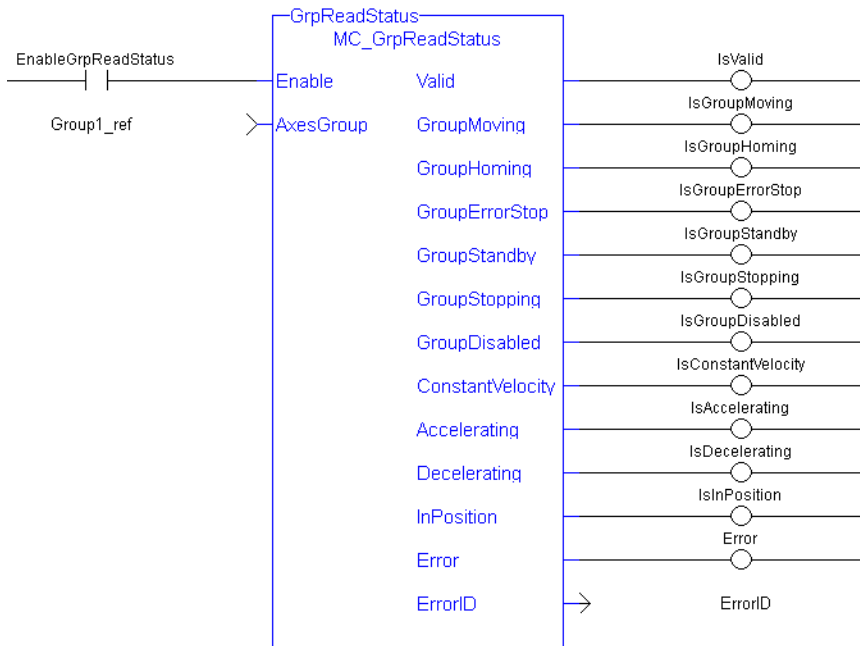 GrpReadStatus
MC_GrpReadStatus
EnableGrpReadStatus
Enable
Valid
IsValid
Group1_ref
AxesGroup
GroupMoving
IsGroupMoving
GroupHoming
IsGroupHoming
GroupErrorStop
IsGroupErrorStop
GroupStandby
IsGroupStandby
GroupStopping
IsGroupStopping
GroupDisabled
IsGroupDisabled
ConstantVelocity
IsConstantVelocity
Accelerating
IsAccelerating
Decelerating
IsDecelerating
InPosition
IsInPosition
Error
Error
ErrorID
ErrorID